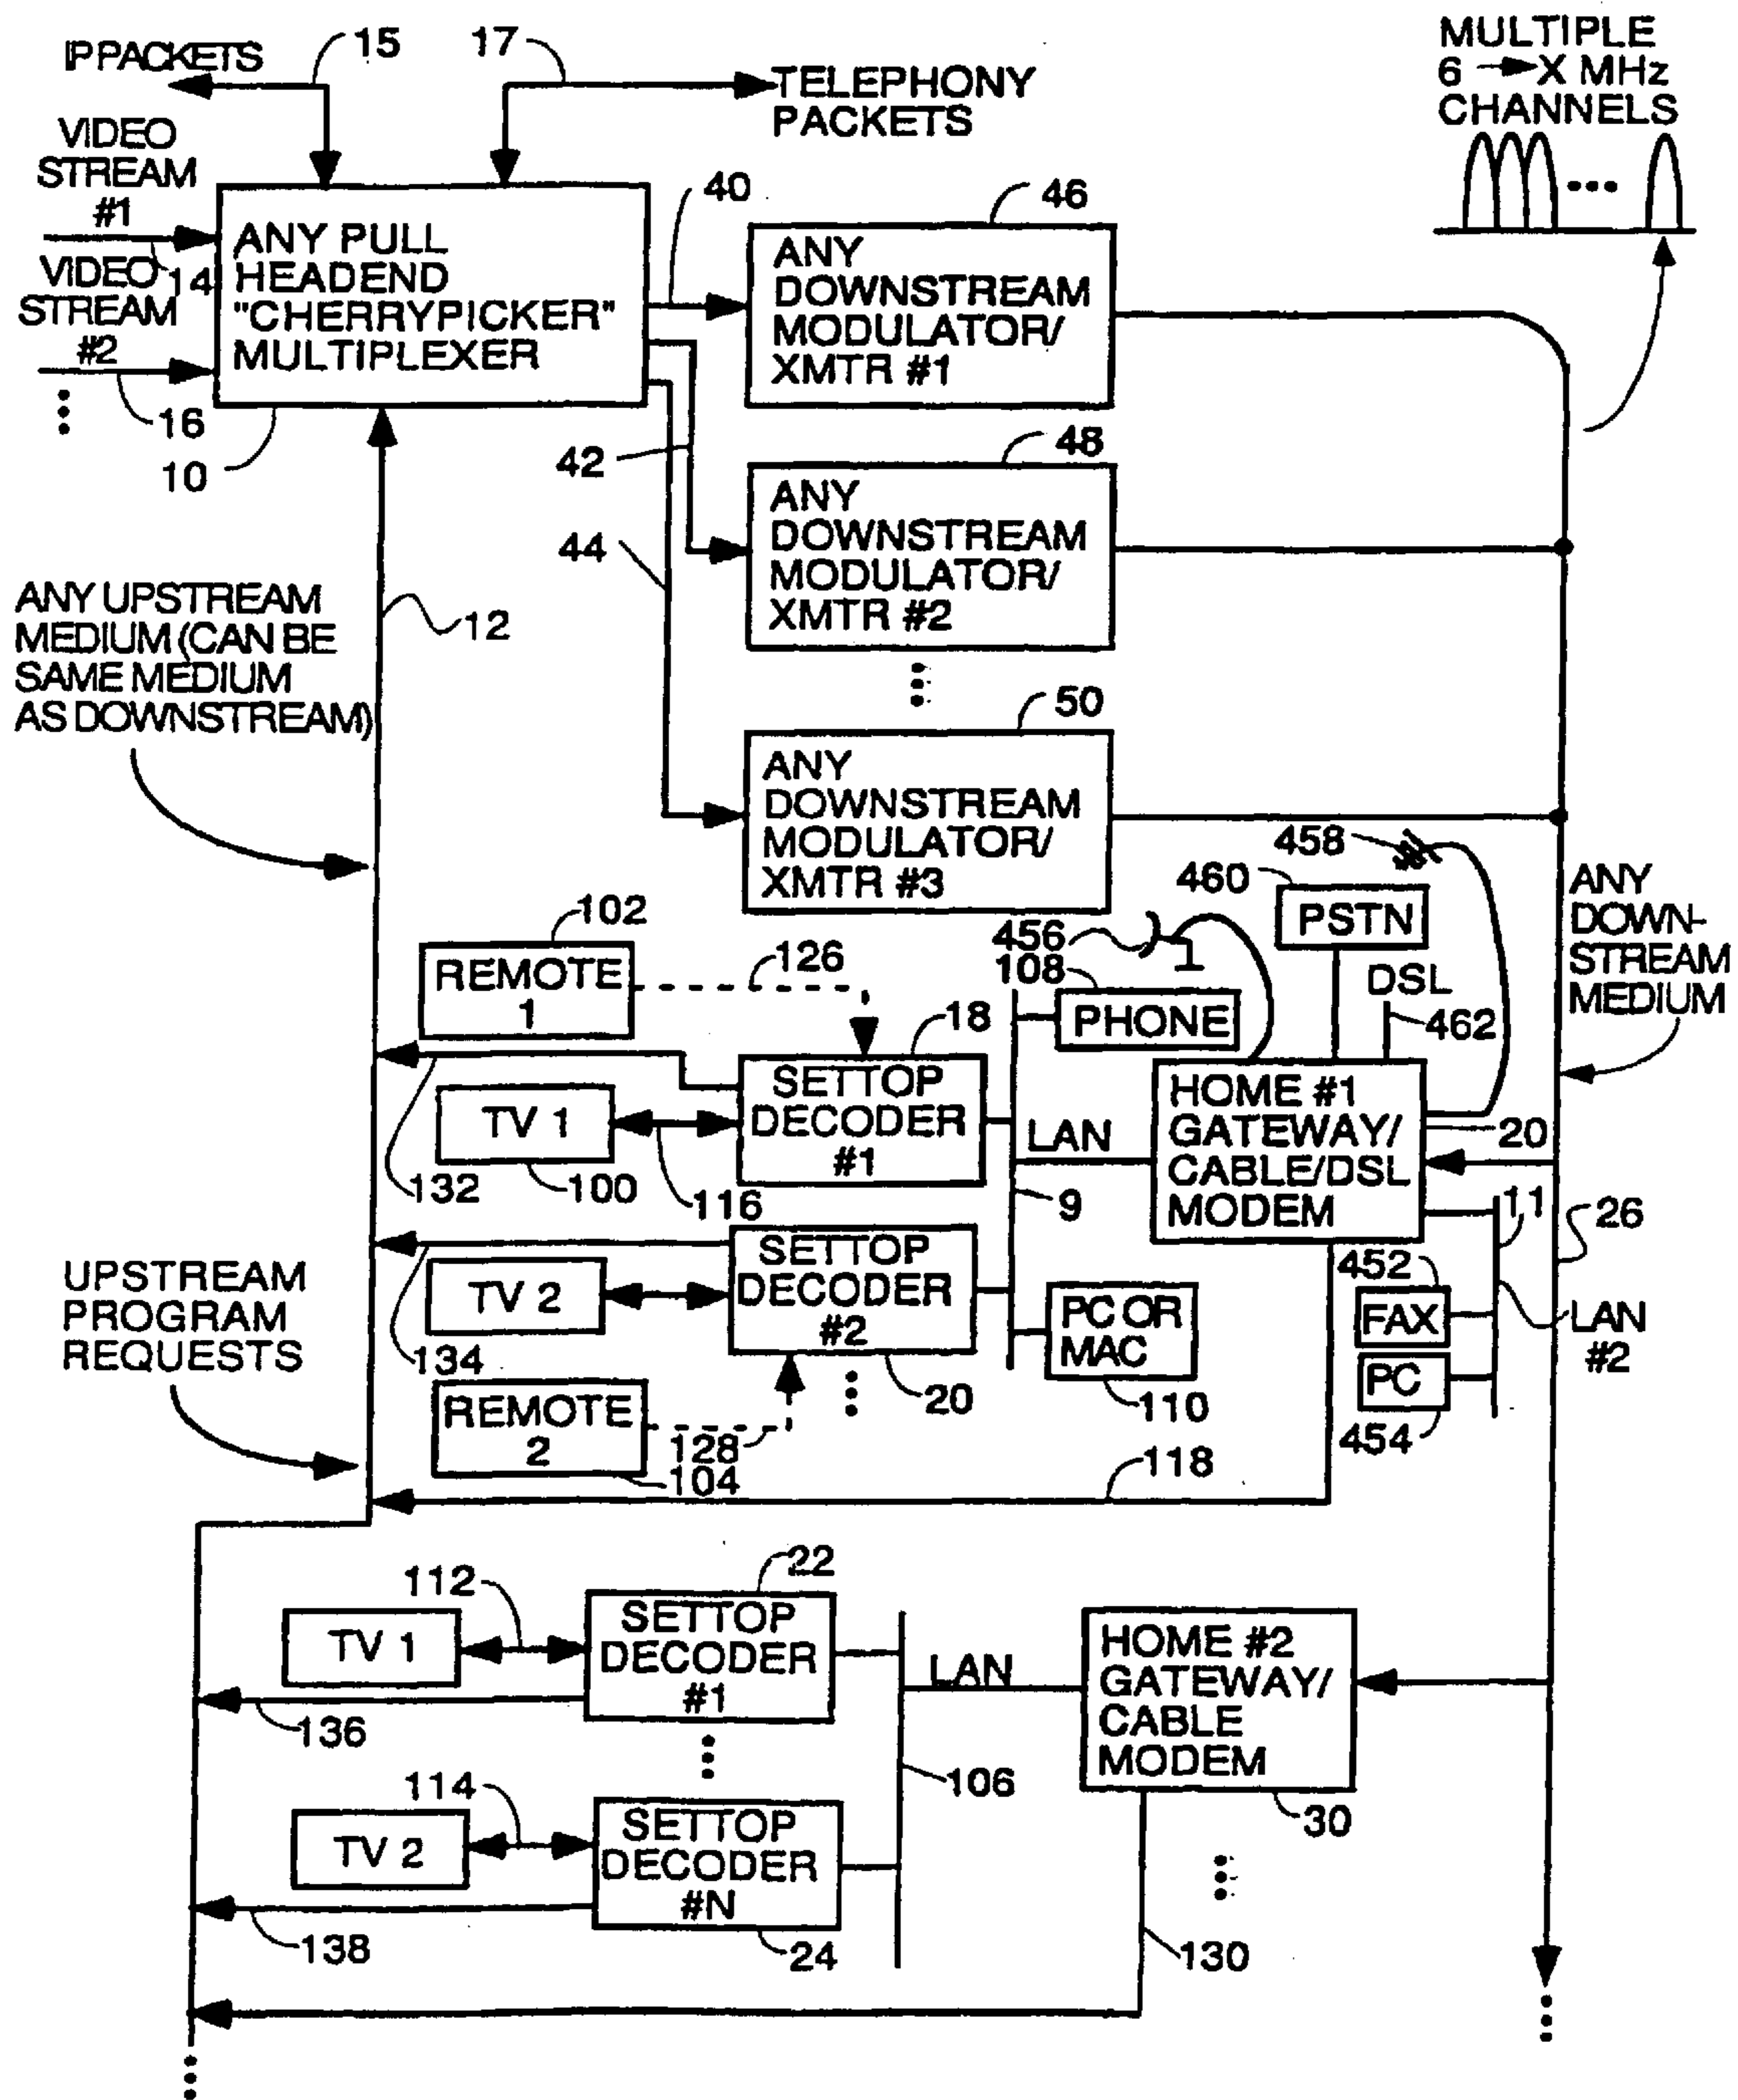 IP PACKETS
15
17
TELEPHONY
PACKETS
MULTIPLE
6 → X MHz
CHANNELS
...
VIDEO
STREAM
#1
14
VIDEO
STREAM
#2
16
10
ANY PULL
HEADEND
"CHERRYPICKER"
MULTIPLEXER
40
42
44
46
ANY
DOWNSTREAM
MODULATOR/
XMTR #1
48
ANY
DOWNSTREAM
MODULATOR/
XMTR #2
50
ANY
DOWNSTREAM
MODULATOR/
XMTR #3
ANY UPSTREAM
MEDIUM (CAN BE
SAME MEDIUM
AS DOWNSTREAM)
12
458
460
PSTN
ANY
DOWN-
STREAM
MEDIUM
102
REMOTE
1
126
456
108
PHONE
DSL
462
18
SETTOP
DECODER
#1
TV 1
132
100
116
LAN
9
HOME #1
GATEWAY/
CABLE/DSL
MODEM
20
11
26
UPSTREAM
PROGRAM
REQUESTS
TV 2
134
SETTOP
DECODER
#2
20
PC OR
MAC
110
452
FAX
PC
454
LAN
#2
REMOTE
2
128
104
118
112
22
TV 1
SETTOP
DECODER
#1
136
LAN
106
HOME #2
GATEWAY/
CABLE
MODEM
30
114
TV 2
SETTOP
DECODER
#N
138
24
130